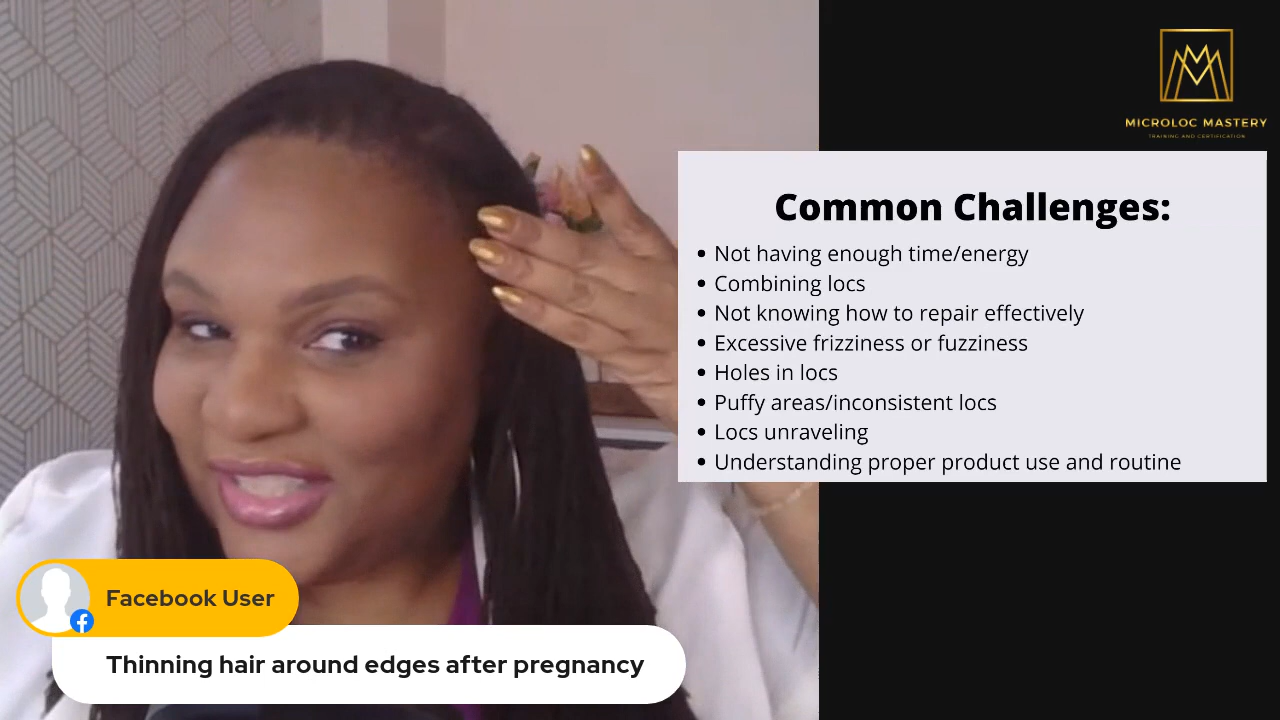 MICROLOC MASTERY
TRAINING AND CERTIFICATION
Common Challenges:
• Not having enough time/energy
• Combining locs
• Not knowing how to repair effectively
• Excessive frizziness or fuzziness
• Holes in locs
• Puffy areas/inconsistent locs
• Locs unraveling
• Understanding proper product use and routine
Facebook User
Thinning hair around edges after pregnancy